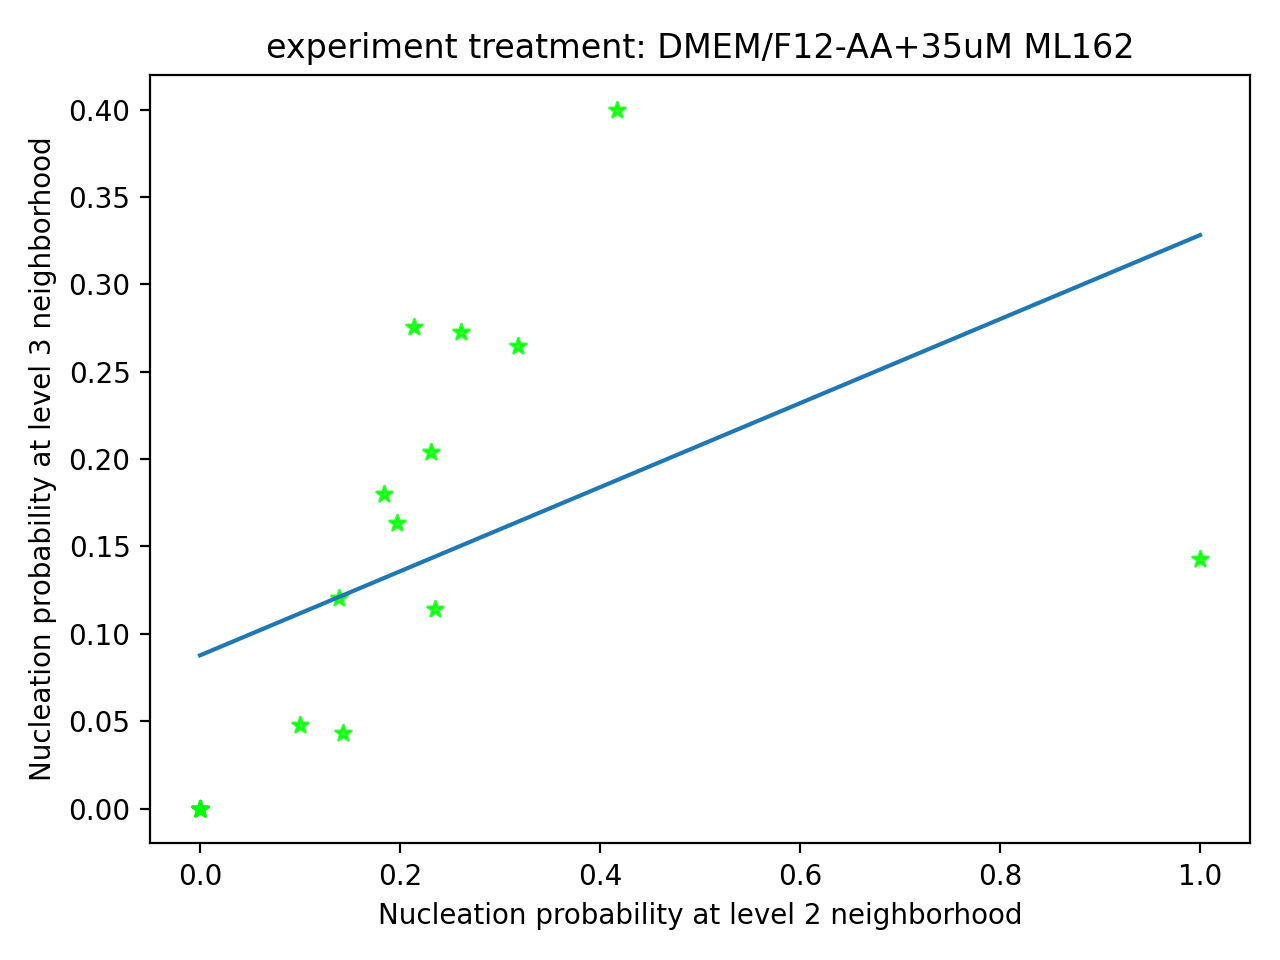 experiment treatment: DMEM/F12-AA+35uM ML162
Nucleation probability at level 3 neighborhood
0.40
0.35
0.30
0.25
0.20
0.15
0.10
0.05
0.00
0.0 0.2 0.4 0.6 0.8 1.0
Nucleation probability at level 2 neighborhood